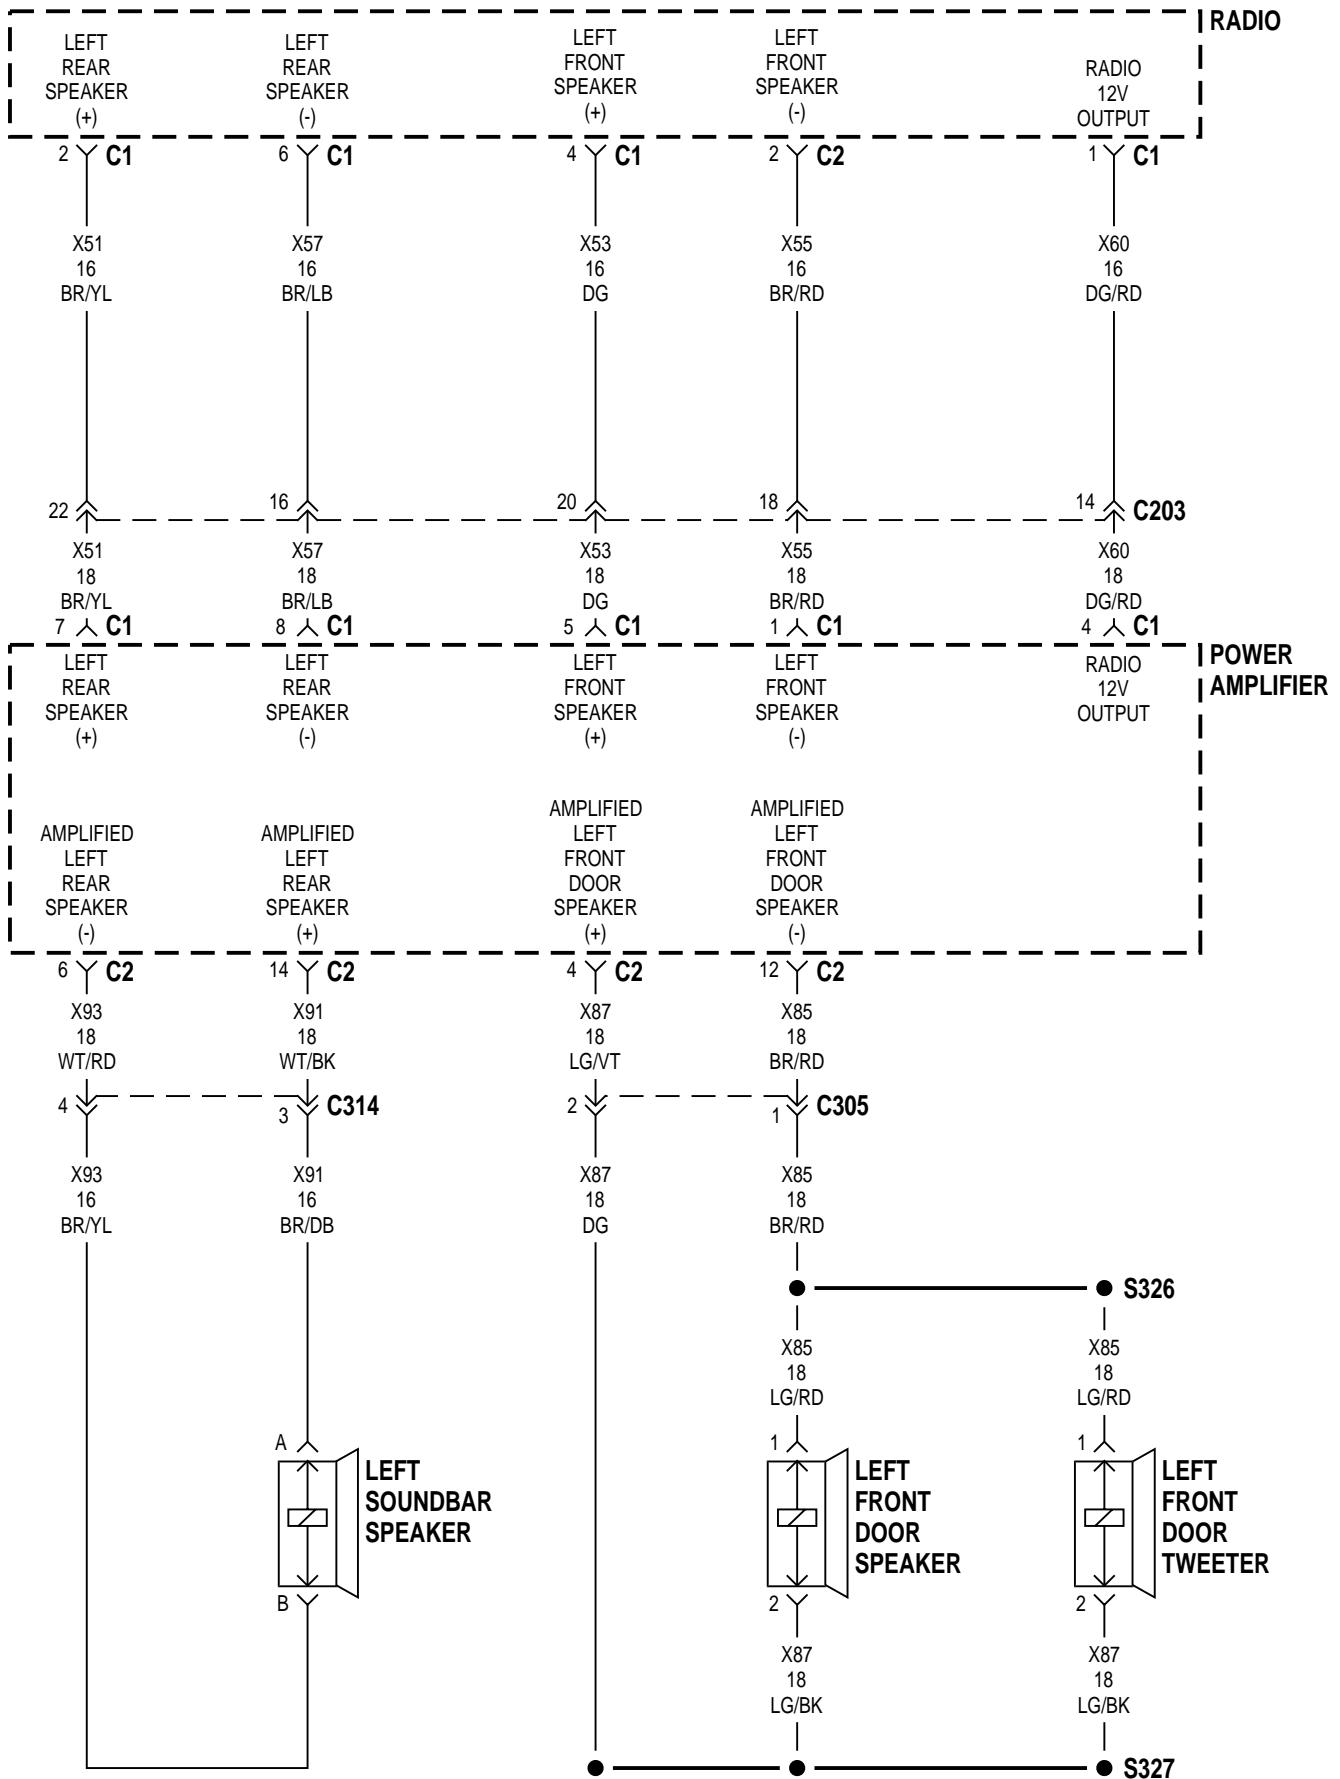 RADIO
LEFT
REAR
SPEAKER
(+)
LEFT
REAR
SPEAKER
(-)
LEFT
FRONT
SPEAKER
(+)
LEFT
FRONT
SPEAKER
(-)
RADIO
12V
OUTPUT
2 C1
6 C1
4 C1
2 C2
1 C1
X51
16
BR/YL
X57
16
BR/LB
X53
16
DG
X55
16
BR/RD
X60
16
DG/RD
22
16
20
18
14
C203
X51
18
BR/YL
X57
18
BR/LB
X53
18
DG
X55
18
BR/RD
X60
18
DG/RD
7 C1
8 C1
5 C1
1 C1
4 C1
POWER
AMPLIFIER
LEFT
REAR
SPEAKER
(+)
LEFT
REAR
SPEAKER
(-)
LEFT
FRONT
SPEAKER
(+)
LEFT
FRONT
SPEAKER
(-)
RADIO
12V
OUTPUT
AMPLIFIED
LEFT
REAR
SPEAKER
(-)
AMPLIFIED
LEFT
REAR
SPEAKER
(+)
AMPLIFIED
LEFT
FRONT
DOOR
SPEAKER
(+)
AMPLIFIED
LEFT
FRONT
DOOR
SPEAKER
(-)
6 C2
14 C2
4 C2
12 C2
X93
18
WT/RD
X91
18
WT/BK
X87
18
LG/VT
X85
18
BR/RD
4
3
C314
2
1
C305
X93
16
BR/YL
X91
16
BR/DB
X87
18
DG
X85
18
BR/RD
S326
X85
18
LG/RD
X85
18
LG/RD
A
LEFT
SOUNDBAR
SPEAKER
B
1
LEFT
FRONT
DOOR
SPEAKER
2
1
LEFT
FRONT
DOOR
TWEETER
2
X87
18
LG/BK
X87
18
LG/BK
S327